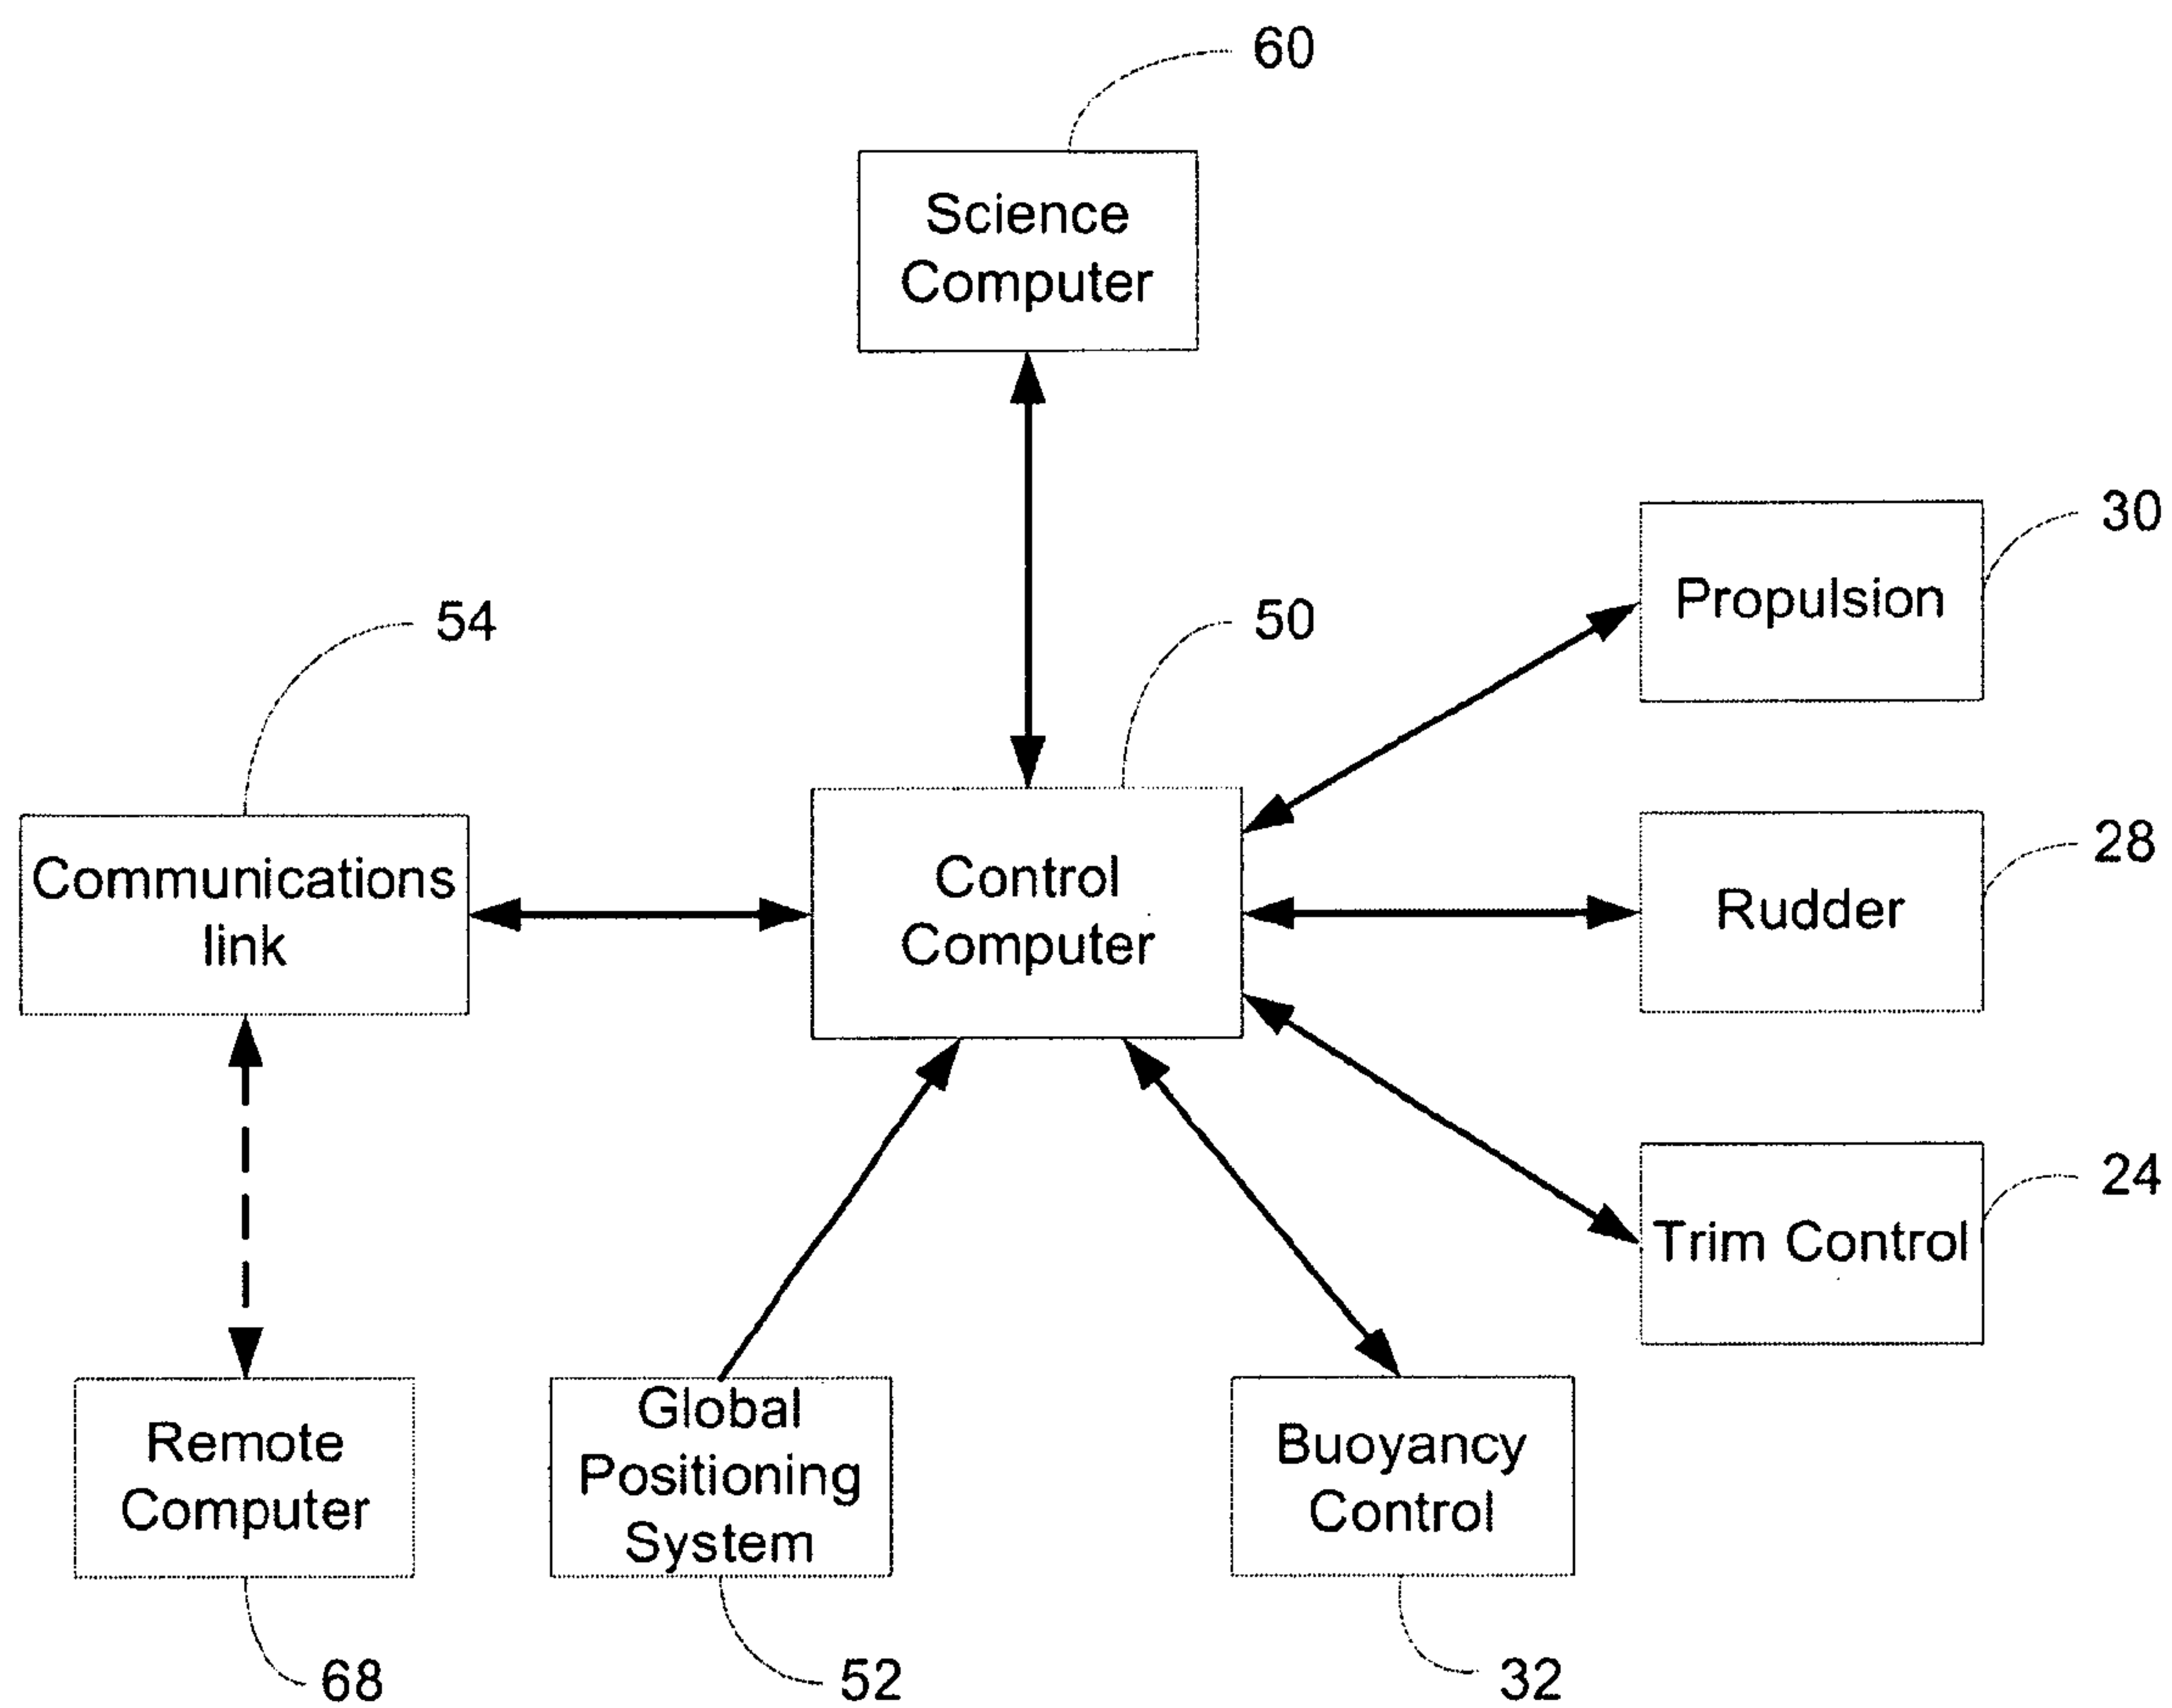 60
Science
Computer
30
Propulsion
54
50
28
Communications
link
Control
Computer
Rudder
24
Trim Control
Remote
Computer
Global
Positioning
System
Buoyancy
Control
68
52
32